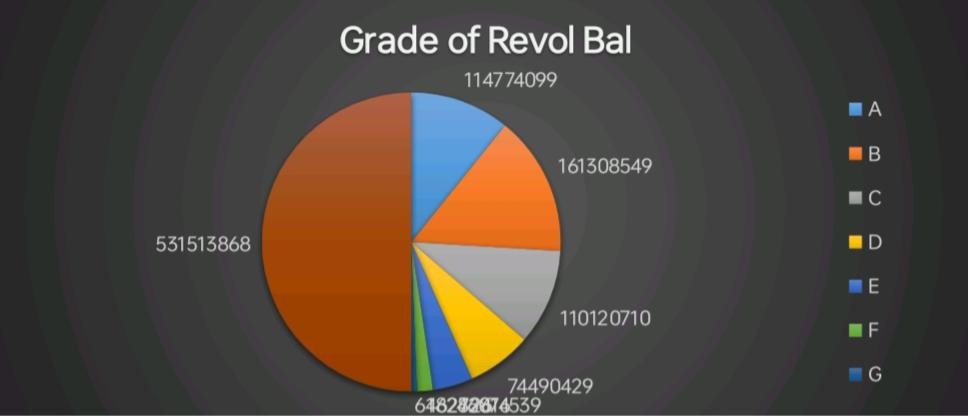 Grade of Revol Bal
114774099
161308549
110120710
74490429
531513868
A
B
C
D
E
F
G